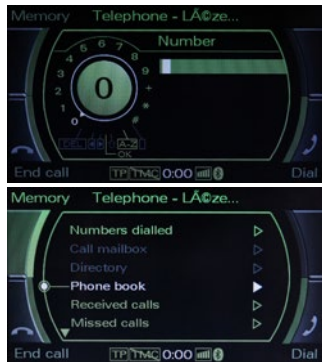 Memory Telephone - LÃ©ze...
Number
4 5 6 7 8 9 + * # 0 1 2 3
0
DEL A-Z
OK
End call TP TMC 0:00 Dial
Memory Telephone - LÃ©ze...
Numbers dialled
Call mailbox
Directory
Phone book
Received calls
Missed calls
End call TP TMC 0:00 Dial